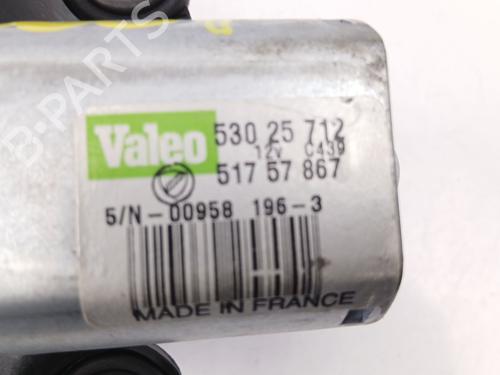 Valeo 530 25 712
12V C439
517 57 867
S/N-00958 196-3
MADE IN FRANCE
B-PARTS